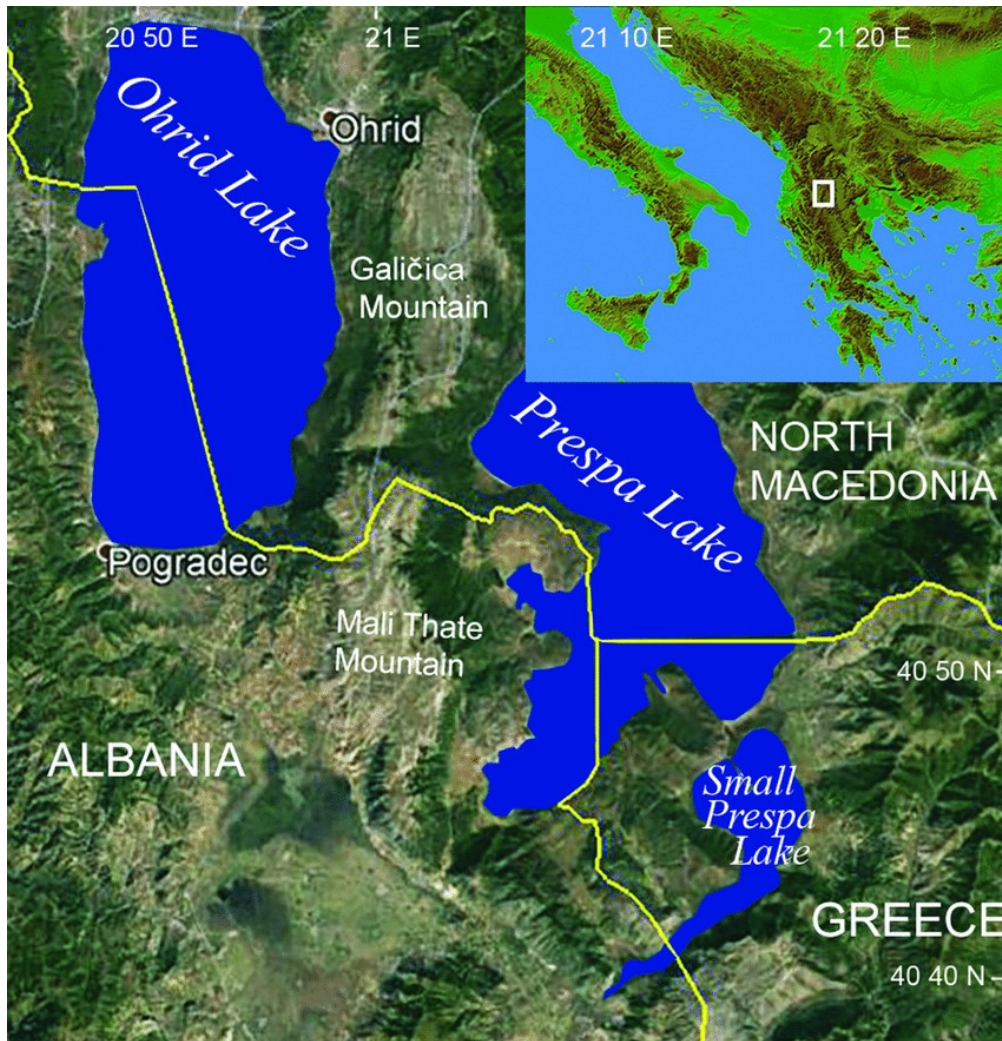 20 50 E
21 E
21 10 E
21 20 E
Ohrid Lake
Ohrid
Galičica
Mountain
Prespa Lake
NORTH
MACEDONIA
Pogradec
Mali Thate
Mountain
40 50 N
ALBANIA
Small
Prespa
Lake
GREECE
40 40 N